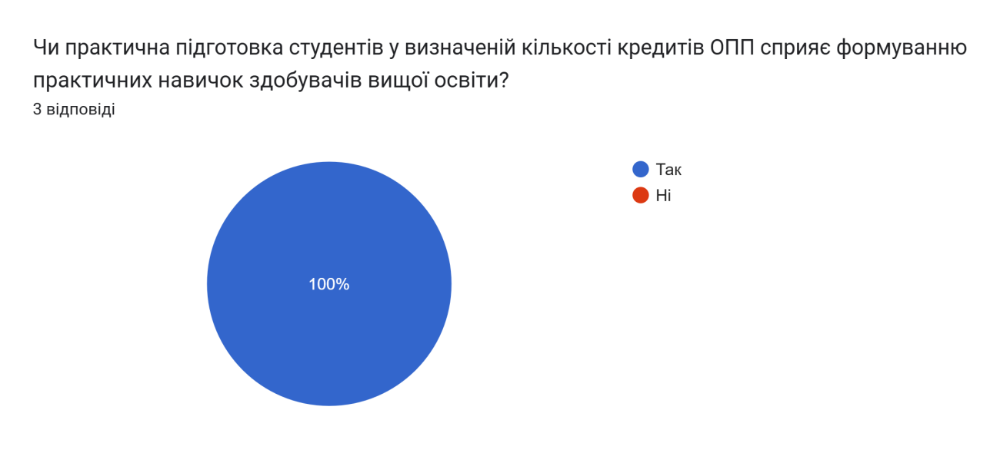 Чи практична підготовка студентів у визначеній кількості кредитів ОПП сприяє формуванню
практичних навичок здобувачів вищої освіти?
3 відповіді
Так
Ні
100%